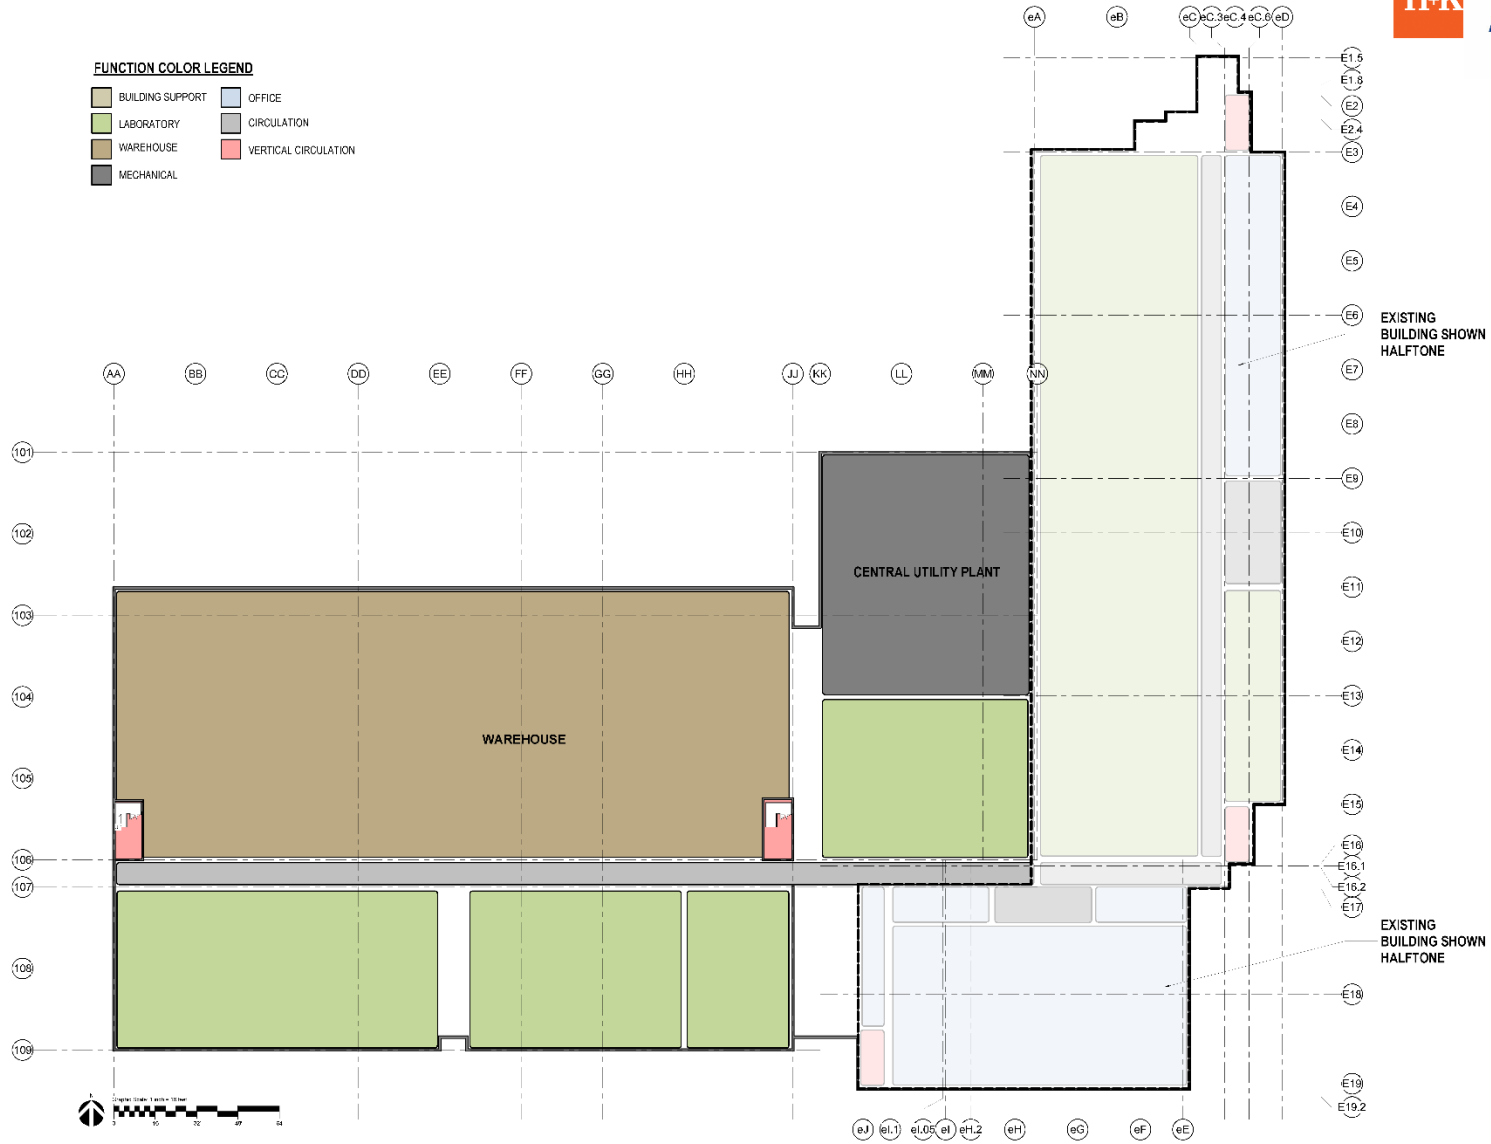 eA eB eC eC.3 eC.4 eC.6 eD
FUNCTION COLOR LEGEND
BUILDING SUPPORT
OFFICE
LABORATORY
CIRCULATION
WAREHOUSE
VERTICAL CIRCULATION
MECHANICAL
E1.5
E1.8
E2
E2.4
E3
E4
E5
E6
EXISTING
BUILDING SHOWN
HALFTONE
E7
E8
E9
E10
E11
E12
E13
E14
E15
E16
E16.1
E16.2
E17
EXISTING
BUILDING SHOWN
HALFTONE
E18
E19
E19.2
AA BB CC DD EE FF GG HH JJ KK LL MM NN
101
102
103
104
105
106
107
108
109
CENTRAL UTILITY PLANT
WAREHOUSE
N
16 32 64
eJ eI.1 eI.05 eI eH.2 eH eG eF eE